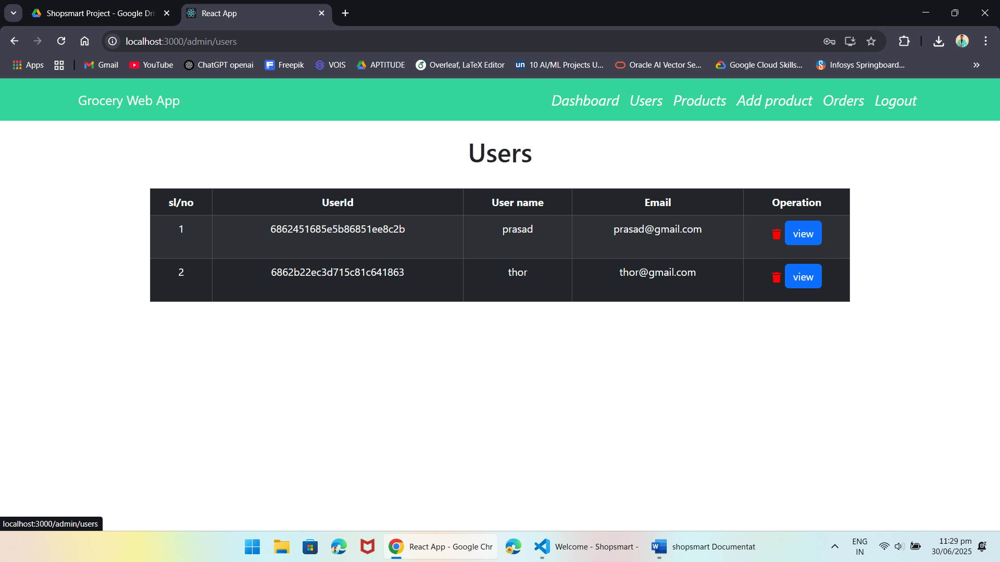 Shopsmart Project - Google Dri
React App
localhost:3000/admin/users
Apps
Gmail
YouTube
ChatGPT openai
Freepik
VOIS
APTITUDE
Overleaf, LaTeX Editor
un 10 AI/ML Projects U...
Oracle AI Vector Se...
Google Cloud Skills...
Infosys Springboard...
Grocery Web App
Dashboard Users Products Add product Orders Logout
Users
sl/no UserId User name Email Operation
1 6862451685e5b86851ee8c2b prasad prasad@gmail.com view
2 6862b22ec3d715c81c641863 thor thor@gmail.com view
localhost:3000/admin/users
React App - Google Chr
Welcome - Shopsmart -
shopsmart Documentat
ENG
IN
11:29 pm
30/06/2025